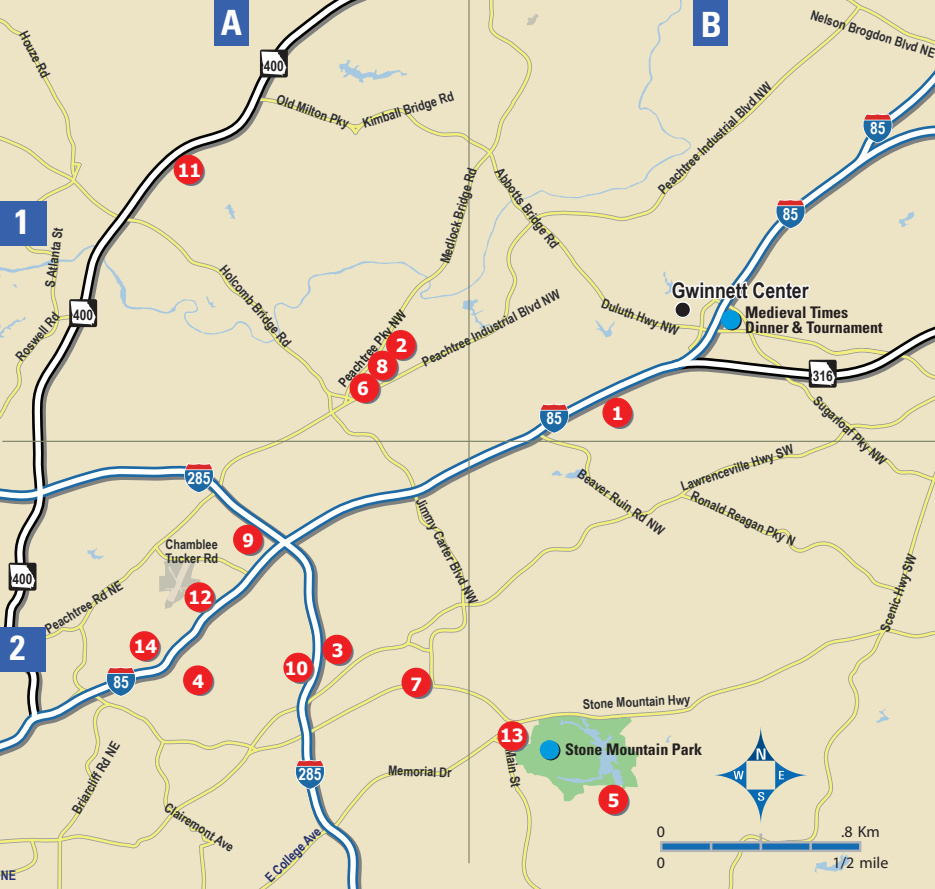 A
B
Nelson Brogdon Blvd NE
Houze Rd
400
Old Milton Pky
Kimball Bridge Rd
85
Peachtree Industrial Blvd NW
11
Medlock Bridge Rd
Abbotts Bridge Rd
1
85
S Atlanta St
Holcomb Bridge Rd
Gwinnett Center
400
Roswell Rd
Peachtree Industrial Blvd NW
Duluth Hwy NW
Medieval Times
Dinner & Tournament
Peachtree Pky NW
2
8
6
316
85
1
Sugarloaf Pky NW
285
Lawrenceville Hwy SW
Beaver Ruin Rd NW
Ronald Reagan Pky N
Jimmy Carter Blvd NW
9
Chamblee
Tucker Rd
400
Scenic Hwy SW
12
Peachtree Rd NE
2
14
3
10
4
85
7
Stone Mountain Hwy
13
Stone Mountain Park
Main St
Briarcliff Rd NE
285
Memorial Dr
5
N
W
E
S
Clairemont Ave
E College Ave
0
.8 Km
0
1/2 mile
NE